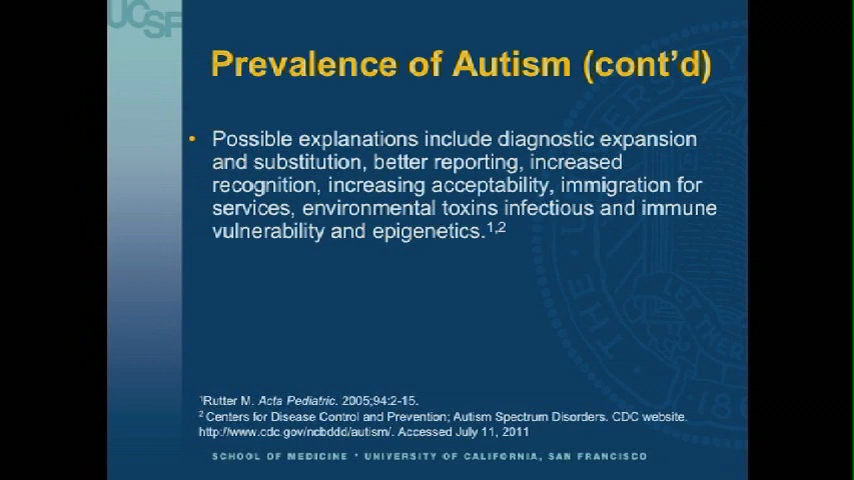 UCSF
Prevalence of Autism (cont'd)
• Possible explanations include diagnostic expansion
and substitution, better reporting, increased
recognition, increasing acceptability, immigration for
services, environmental toxins infectious and immune
vulnerability and epigenetics.1,2
1Rutter M. Acta Pediatric. 2005;94:2-15.
2 Centers for Disease Control and Prevention; Autism Spectrum Disorders. CDC website.
http://www.cdc.gov/ncbddd/autism/. Accessed July 11, 2011
SCHOOL OF MEDICINE • UNIVERSITY OF CALIFORNIA, SAN FRANCISCO
THE
LET THERE